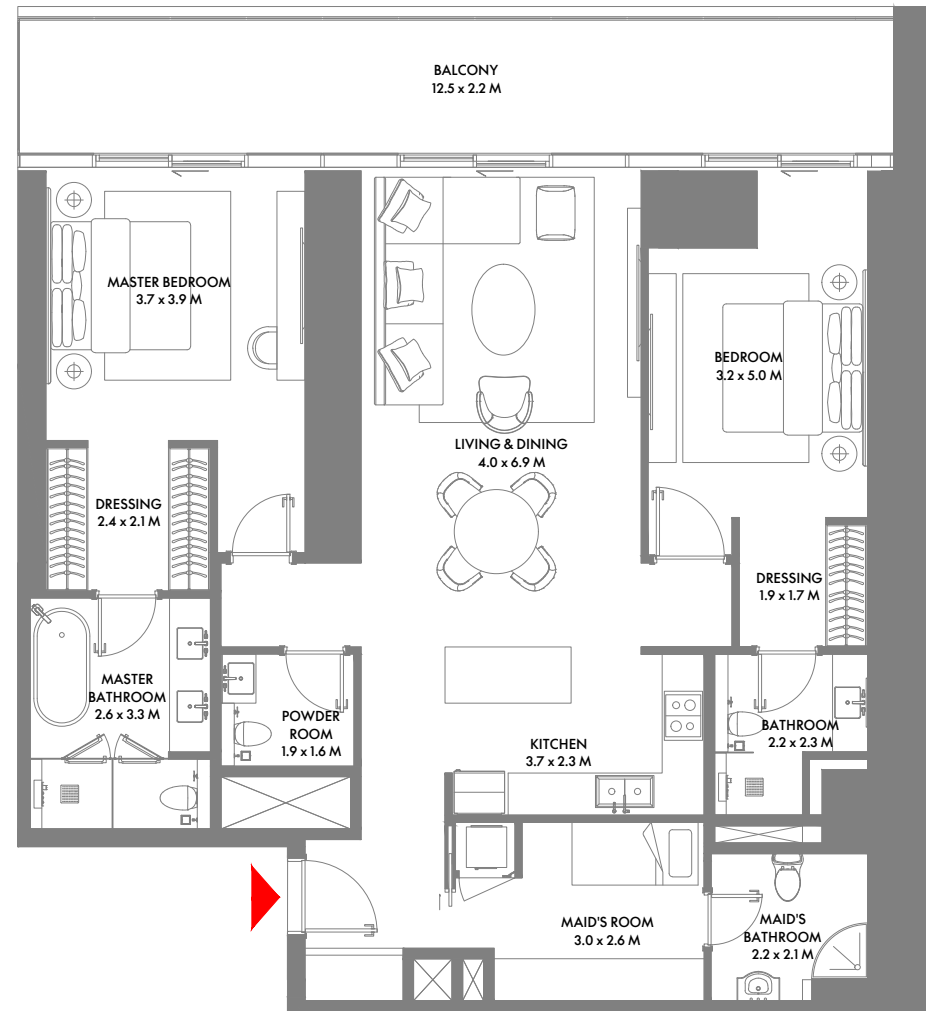 BALCONY
12.5 x 2.2 M
MASTER BEDROOM
3.7 x 3.9 M
BEDROOM
3.2 x 5.0 M
LIVING & DINING
4.0 x 6.9 M
DRESSING
2.4 x 2.1 M
DRESSING
1.9 x 1.7 M
MASTER
BATHROOM
2.6 x 3.3 M
POWDER
ROOM
1.9 x 1.6 M
KITCHEN
3.7 x 2.3 M
BATHROOM
2.2 x 2.3 M
MAID'S ROOM
3.0 x 2.6 M
MAID'S
BATHROOM
2.2 x 2.1 M